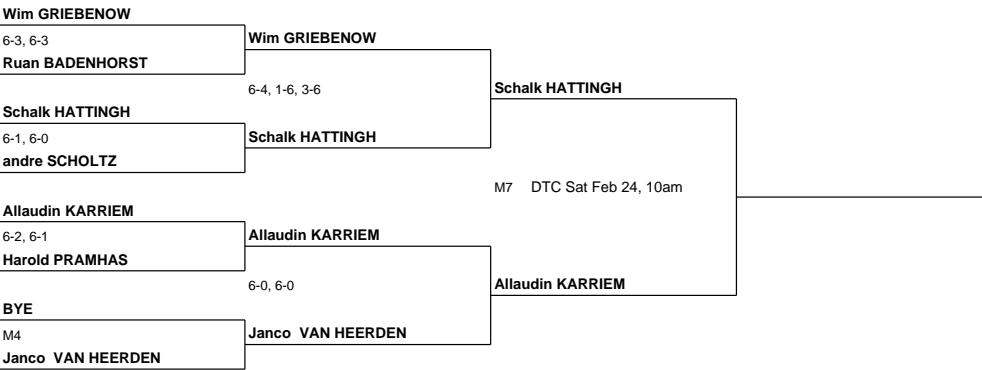 Wim GRIEBENOW
6-3, 6-3
Ruan BADENHORST
Wim GRIEBENOW
6-4, 1-6, 3-6
Schalk HATTINGH
6-1, 6-0
andre SCHOLTZ
Schalk HATTINGH
Schalk HATTINGH
M7 DTC Sat Feb 24, 10am
Allaudin KARRIEM
6-2, 6-1
Harold PRAMHAS
Allaudin KARRIEM
6-0, 6-0
BYE
M4
Janco VAN HEERDEN
Janco VAN HEERDEN
Allaudin KARRIEM